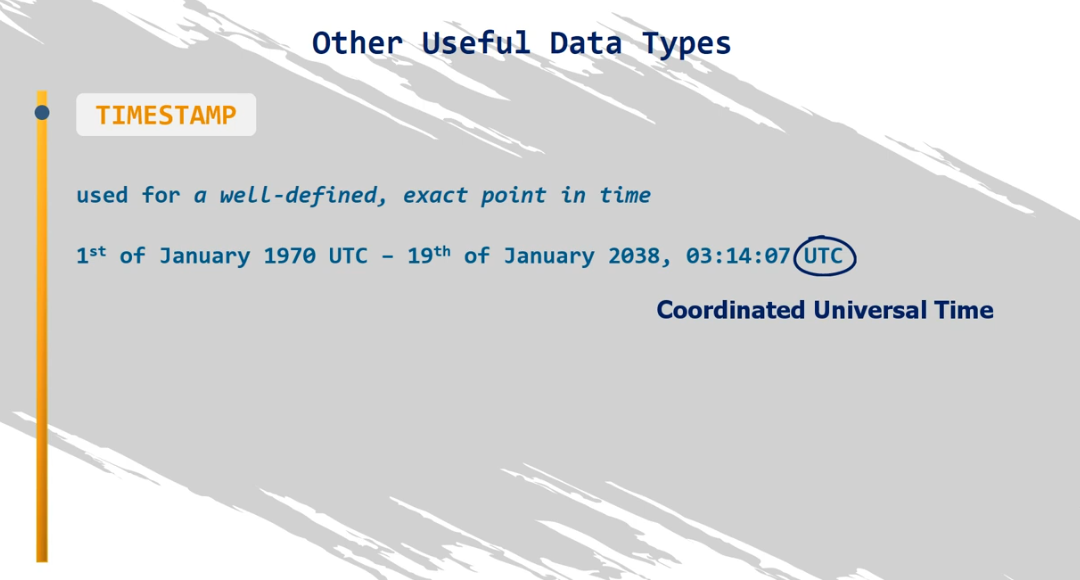 Other Useful Data Types
TIMESTAMP
used for a well-defined, exact point in time
1st of January 1970 UTC – 19th of January 2038, 03:14:07 UTC
Coordinated Universal Time